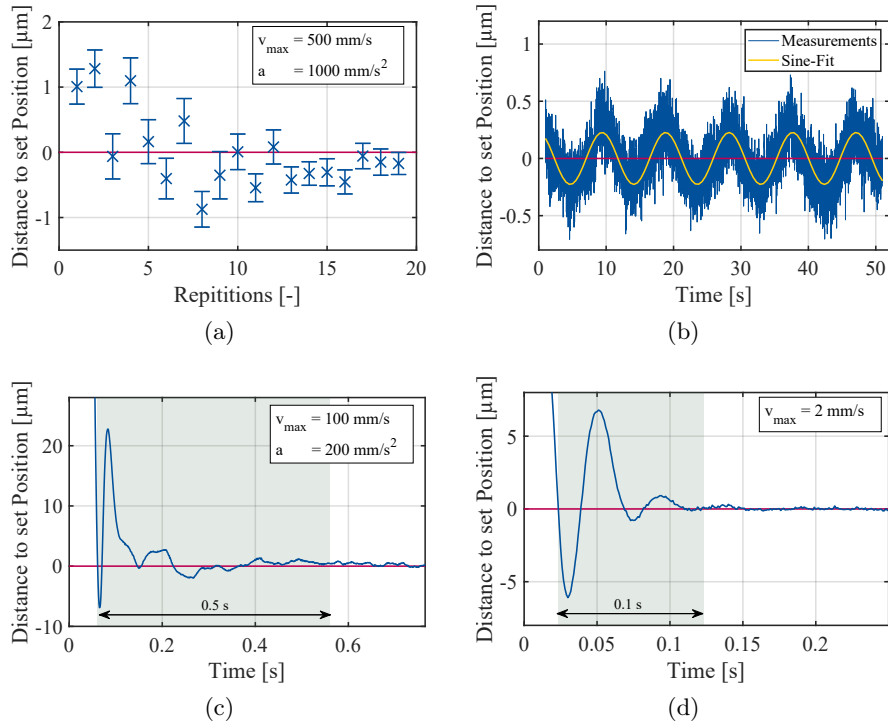 Distance to set Position [µm]
2
1
0
-1
0
5
10
15
20
Repititions [-]
v_max = 500 mm/s
a = 1000 mm/s²
(a)
Distance to set Position [µm]
1
0.5
0
-0.5
0
10
20
30
40
50
Time [s]
Measurements
Sine-Fit
(b)
Distance to set Position [µm]
20
10
0
-10
0
0.2
0.4
0.6
Time [s]
v_max = 100 mm/s
a = 200 mm/s²
0.5 s
(c)
Distance to set Position [µm]
5
0
-5
0
0.05
0.1
0.15
0.2
Time [s]
v_max = 2 mm/s
0.1 s
(d)